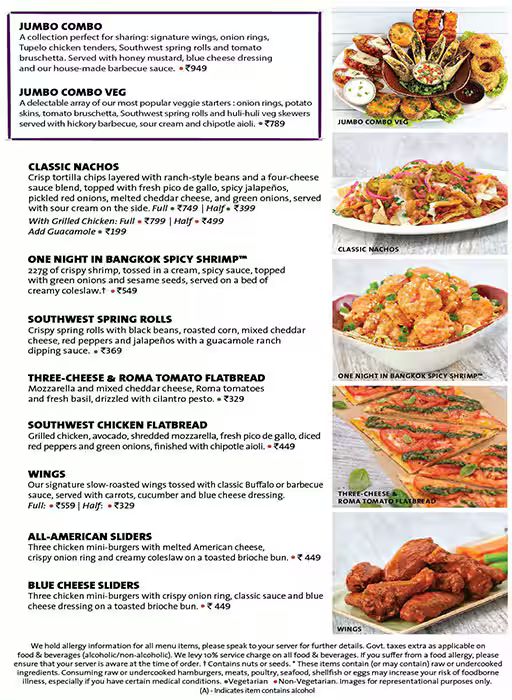 JUMBO COMBO
A collection perfect for sharing: signature wings, onion rings,
Tupelo chicken tenders, Southwest spring rolls and tomato
bruschetta. Served with honey mustard, blue cheese dressing
and our house-made barbecue sauce. • ₹949
JUMBO COMBO VEG
A delectable array of our most popular veggie starters : onion rings, potato
skins, tomato bruschetta, Southwest spring rolls and huli-huli veg skewers
served with hickory barbecue, sour cream and chipotle aioli. • ₹789
JUMBO COMBO VEG
CLASSIC NACHOS
Crisp tortilla chips layered with ranch-style beans and a four-cheese
sauce blend, topped with fresh pico de gallo, spicy jalapeños,
pickled red onions, melted cheddar cheese, and green onions, served
with sour cream on the side. Full • ₹749 | Half • ₹399
With Grilled Chicken: Full • ₹799 | Half • ₹499
Add Guacamole • ₹199
CLASSIC NACHOS
ONE NIGHT IN BANGKOK SPICY SHRIMP™
227g of crispy shrimp, tossed in a cream, spicy sauce, topped
with green onions and sesame seeds, served on a bed of
creamy coleslaw.† • ₹549
ONE NIGHT IN BANGKOK SPICY SHRIMP™
SOUTHWEST SPRING ROLLS
Crispy spring rolls with black beans, roasted corn, mixed cheddar
cheese, red peppers and jalapeños with a guacamole ranch
dipping sauce. • ₹369
THREE-CHEESE & ROMA TOMATO FLATBREAD
Mozzarella and mixed cheddar cheese, Roma tomatoes
and fresh basil, drizzled with cilantro pesto. • ₹329
SOUTHWEST CHICKEN FLATBREAD
Grilled chicken, avocado, shredded mozzarella, fresh pico de gallo, diced
red peppers and green onions, finished with chipotle aioli. • ₹449
THREE-CHEESE &
ROMA TOMATO FLATBREAD
WINGS
Our signature slow-roasted wings tossed with classic Buffalo or barbecue
sauce, served with carrots, cucumber and blue cheese dressing.
Full: • ₹559 | Half: • ₹329
ALL-AMERICAN SLIDERS
Three chicken mini-burgers with melted American cheese,
crispy onion ring and creamy coleslaw on a toasted brioche bun. • ₹ 449
BLUE CHEESE SLIDERS
Three chicken mini-burgers with crispy onion ring, classic sauce and blue
cheese dressing on a toasted brioche bun. • ₹ 449
WINGS
We hold allergy information for all menu items, please speak to your server for further details. Govt. taxes extra as applicable on
food & beverages (alcoholic/non-alcoholic). We levy 10% service charge on all food & beverages. If you suffer from a food allergy, please
ensure that your server is aware at the time of order. † Contains nuts or seeds. * These items contain (or may contain) raw or undercooked
ingredients. Consuming raw or undercooked hamburgers, meats, poultry, seafood, shellfish or eggs may increase your risk of foodborne
illness, especially if you have certain medical conditions. •Vegetarian •Non-Vegetarian. Images for representational purposes only.
(A) - Indicates item contains alcohol